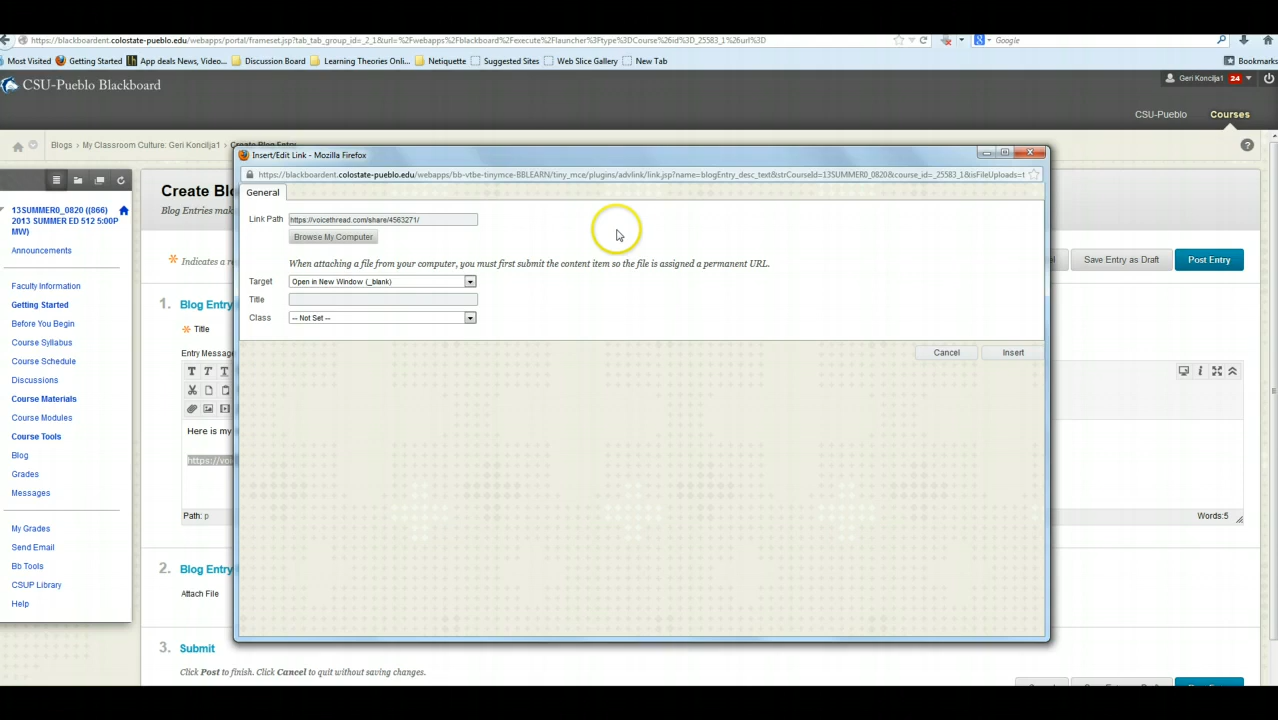 https://blackboardent.colostate-pueblo.edu/webapps/portal/frameset.jsp?tab_tab_group_id=_2_1&url=%2Fwebapps%2Fblackboard%2Fexecute%2Flauncher%3Ftype%3DCourse%26id%3D_25583_1%26url%3D
Google
Most Visited
Getting Started
App deals News, Video...
Discussion Board
Learning Theories Onli...
Netiquette
Suggested Sites
Web Slice Gallery
New Tab
Bookmarks
CSU-Pueblo Blackboard
Geri Koncilja1 24
CSU-Pueblo
Courses
Blogs > My Classroom Culture: Geri Koncilja1 > Create Blog Entry
Insert/Edit Link - Mozilla Firefox
https://blackboardent.colostate-pueblo.edu/webapps/bb-vtbe-tinymce-BBLEARN/tiny_mce/plugins/advlink/link.jsp?name=blogEntry_desc_text&strCourseId=13SUMMER0_0820&course_id=_25583_1&isFileUploads=t
General
Link Path
https://voicethread.com/share/4563271/
Browse My Computer
When attaching a file from your computer, you must first submit the content item so the file is assigned a permanent URL.
Target
Open in New Window (_blank)
Title
Class
-- Not Set --
Cancel
Insert
13SUMMER0_0820 ((866)
2013 SUMMER ED 512 5:00P
MW)
Announcements
Faculty Information
Getting Started
Before You Begin
Course Syllabus
Course Schedule
Discussions
Course Materials
Course Modules
Course Tools
Blog
Grades
Messages
My Grades
Send Email
Bb Tools
CSUP Library
Help
Create Blo
Blog Entries mak
Indicates a re
Save Entry as Draft
Post Entry
1. Blog Entry
Title
Entry Message
T T T
Here is my
https://voi
Path: p
Words:5
2. Blog Entry
Attach File
3. Submit
Click Post to finish. Click Cancel to quit without saving changes.